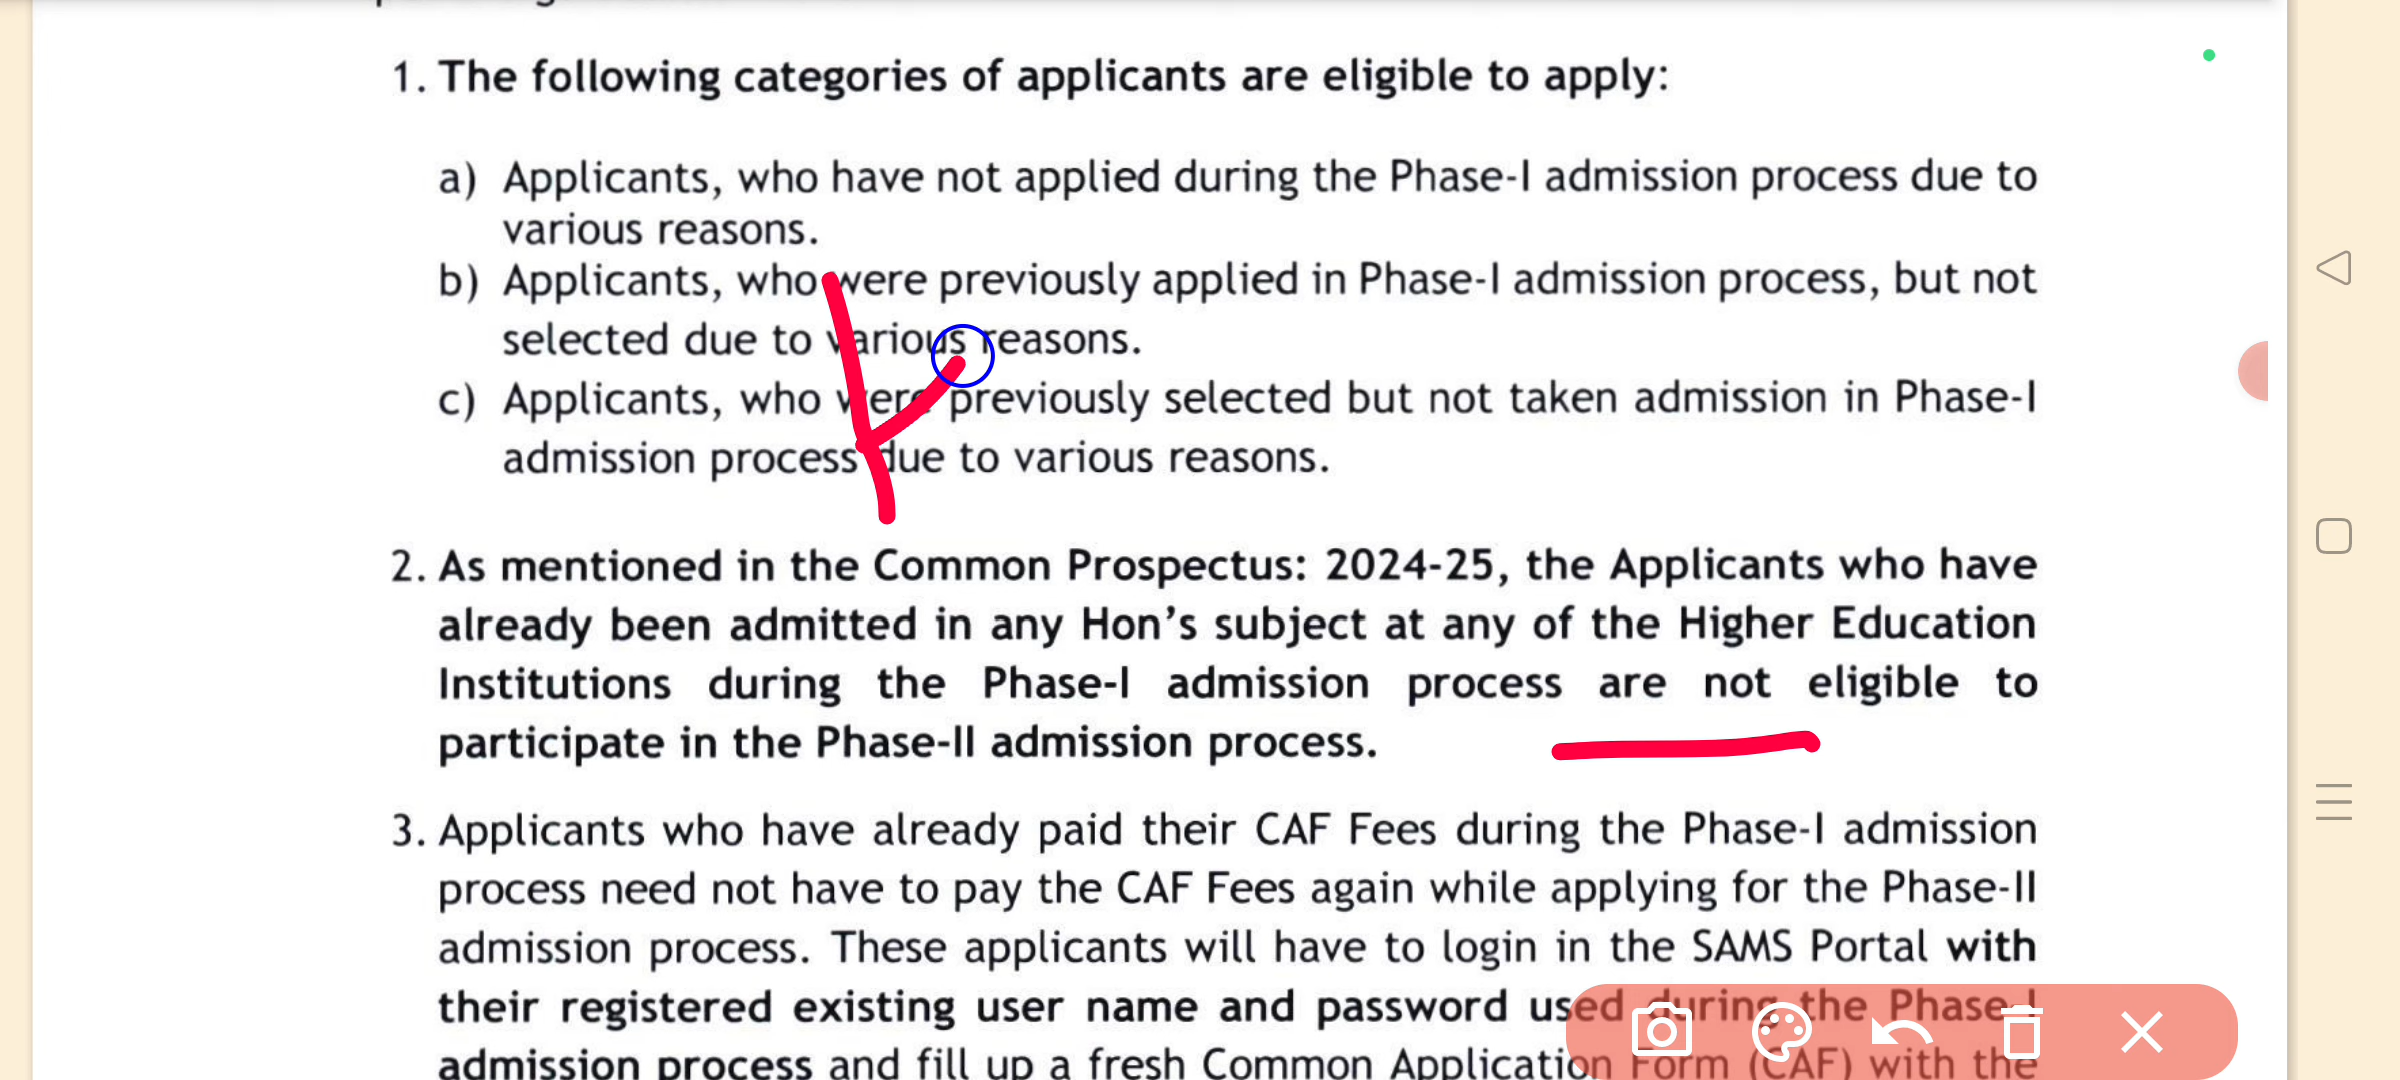 1. The following categories of applicants are eligible to apply:
a) Applicants, who have not applied during the Phase-I admission process due to
various reasons.
b) Applicants, who were previously applied in Phase-I admission process, but not
selected due to various reasons.
c) Applicants, who were previously selected but not taken admission in Phase-I
admission process due to various reasons.
2. As mentioned in the Common Prospectus: 2024-25, the Applicants who have
already been admitted in any Hon’s subject at any of the Higher Education
Institutions during the Phase-I admission process are not eligible to
participate in the Phase-II admission process.
3. Applicants who have already paid their CAF Fees during the Phase-I admission
process need not have to pay the CAF Fees again while applying for the Phase-II
admission process. These applicants will have to login in the SAMS Portal with
their registered existing user name and password used during the Phase-I
admission process and fill up a fresh Common Application Form (CAF) with the